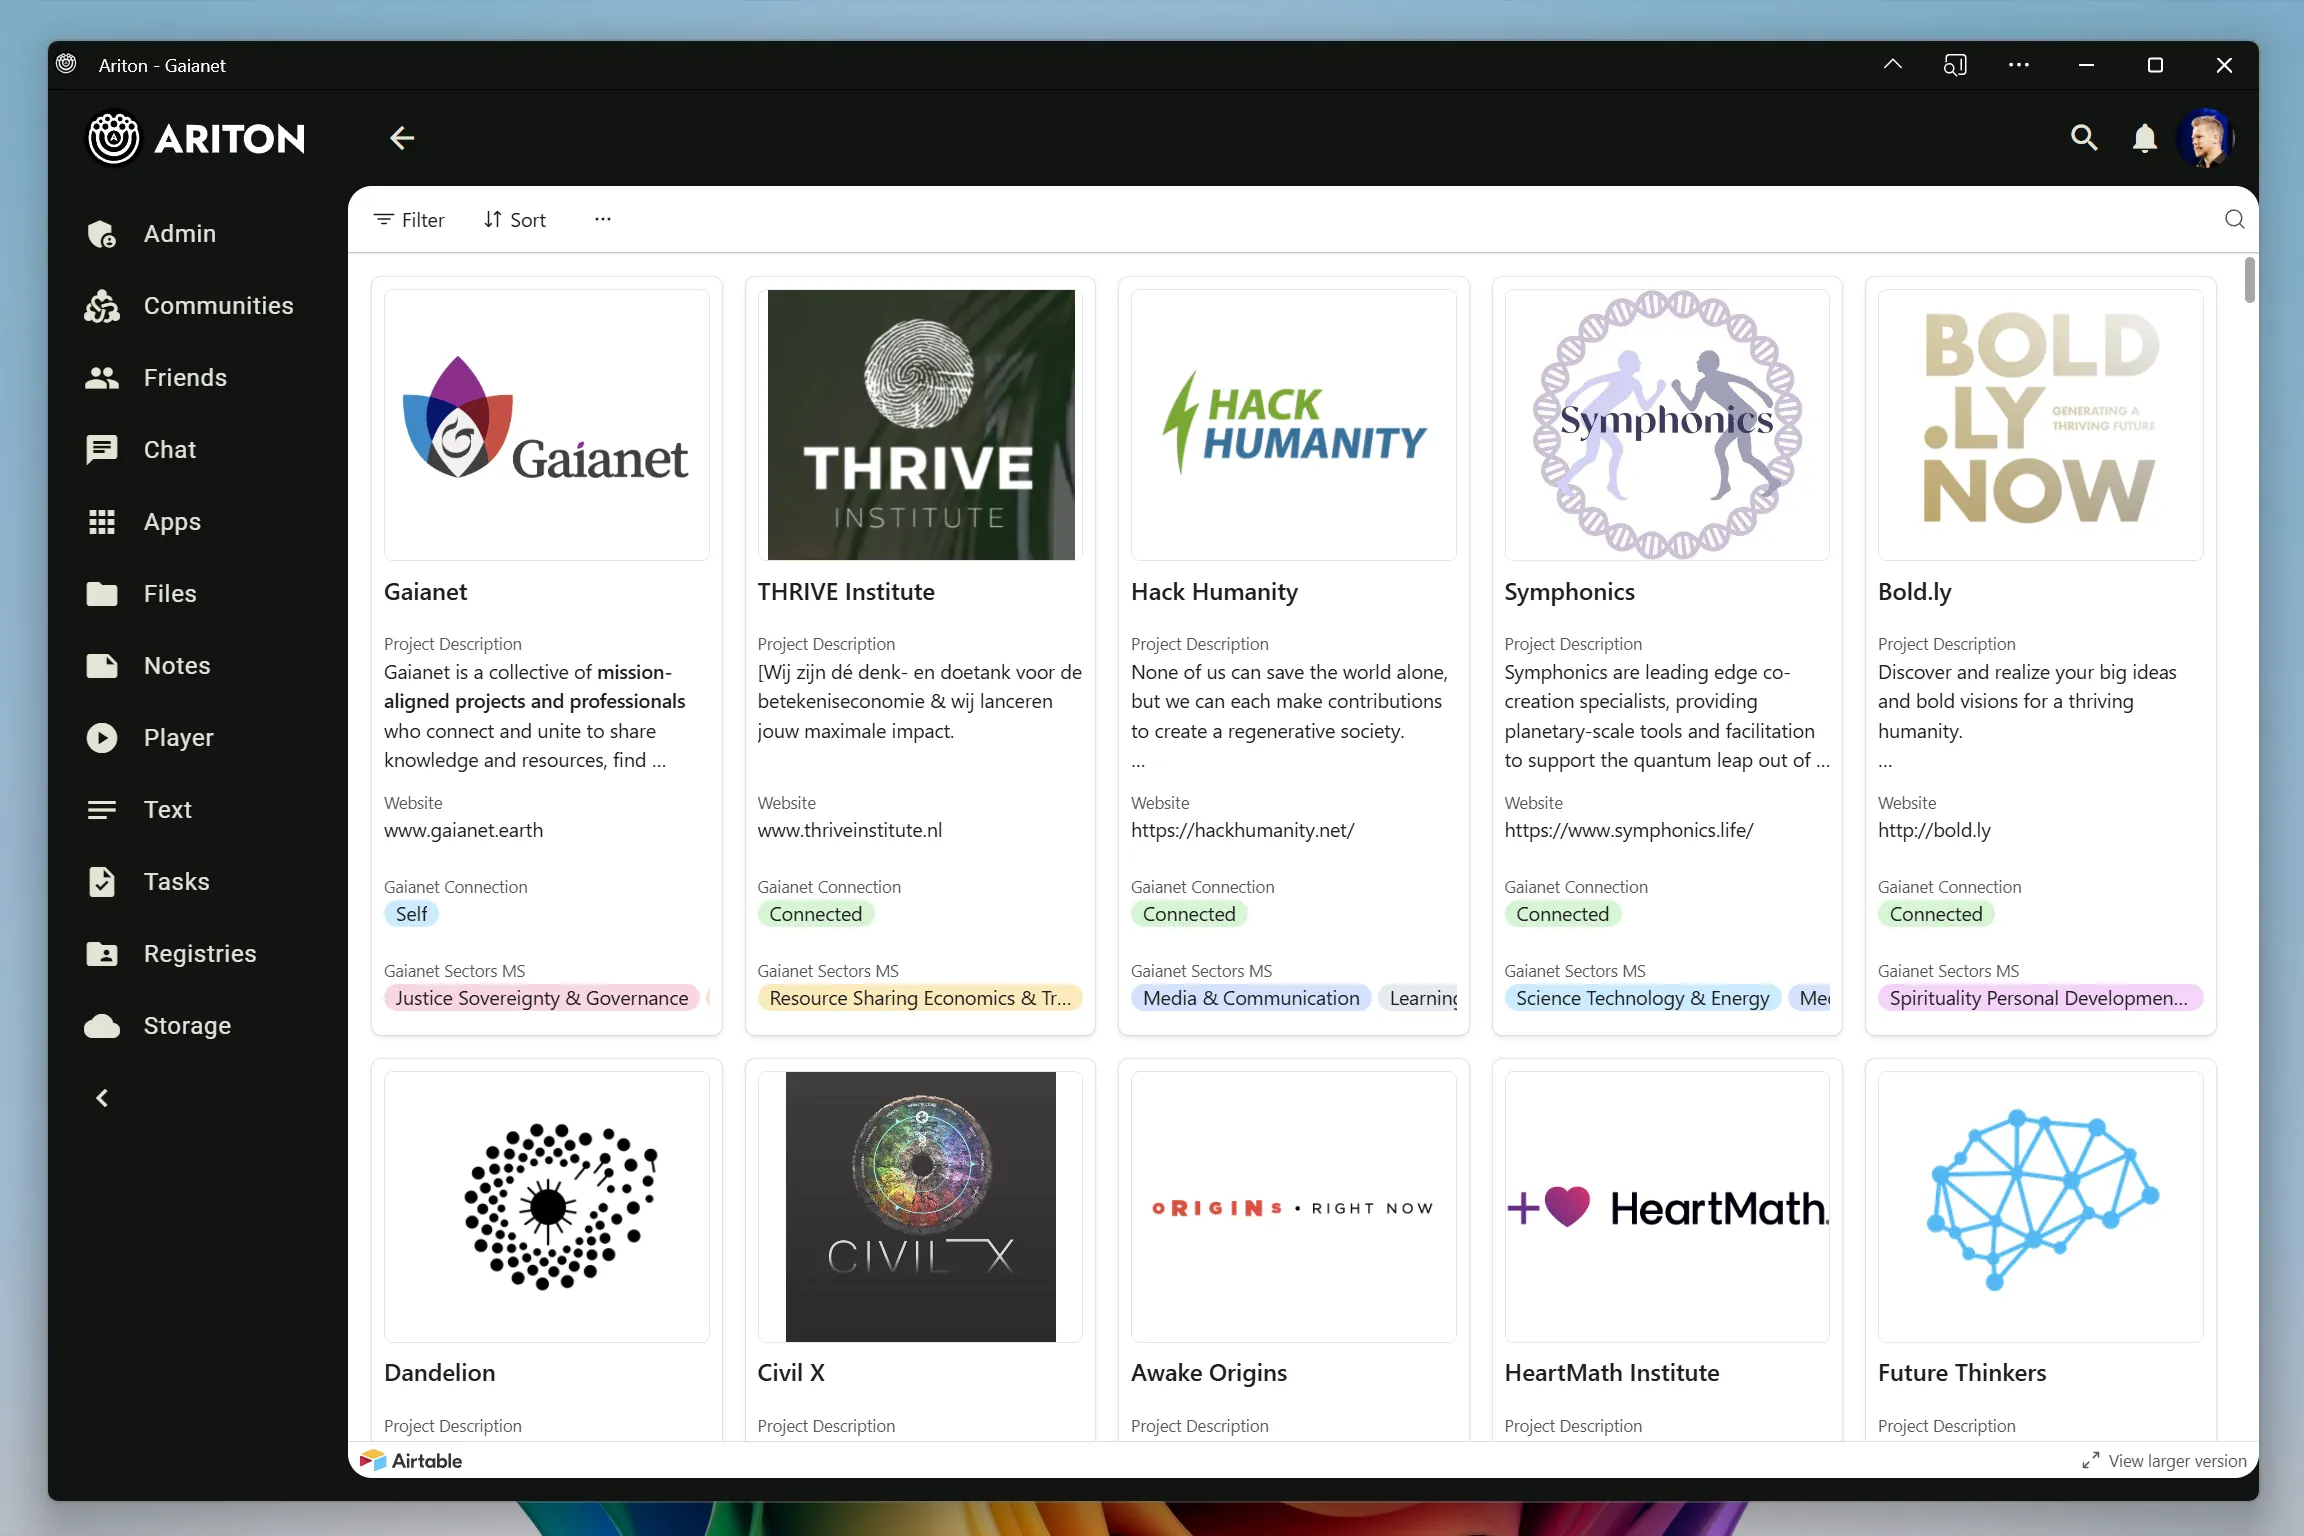 Ariton - Gaianet
ARITON
Admin
Communities
Friends
Chat
Apps
Files
Notes
Player
Text
Tasks
Registries
Storage
Filter
Sort
Gaianet
Gaianet
Project Description
Gaianet is a collective of mission-
aligned projects and professionals
who connect and unite to share
knowledge and resources, find ...
Website
www.gaianet.earth
Gaianet Connection
Self
Gaianet Sectors MS
Justice Sovereignty & Governance
THRIVE
INSTITUTE
THRIVE Institute
Project Description
[Wij zijn dé denk- en doetank voor de
betekeniseconomie & wij lanceren
jouw maximale impact.
Website
www.thriveinstitute.nl
Gaianet Connection
Connected
Gaianet Sectors MS
Resource Sharing Economics & Tr...
HACK
HUMANITY
Hack Humanity
Project Description
None of us can save the world alone,
but we can each make contributions
to create a regenerative society.
...
Website
https://hackhumanity.net/
Gaianet Connection
Connected
Gaianet Sectors MS
Media & Communication
Learning
Symphonics
Symphonics
Project Description
Symphonics are leading edge co-
creation specialists, providing
planetary-scale tools and facilitation
to support the quantum leap out of ...
Website
https://www.symphonics.life/
Gaianet Connection
Connected
Gaianet Sectors MS
Science Technology & Energy
Me
BOLD
.LY
GENERATING A
THRIVING FUTURE
NOW
Bold.ly
Project Description
Discover and realize your big ideas
and bold visions for a thriving
humanity.
...
Website
http://bold.ly
Gaianet Connection
Connected
Gaianet Sectors MS
Spirituality Personal Developmen...
Dandelion
Project Description
CIVIL X
Civil X
Project Description
ORIGINS • RIGHT NOW
Awake Origins
Project Description
HeartMath.
HeartMath Institute
Project Description
Future Thinkers
Project Description
Airtable
View larger version